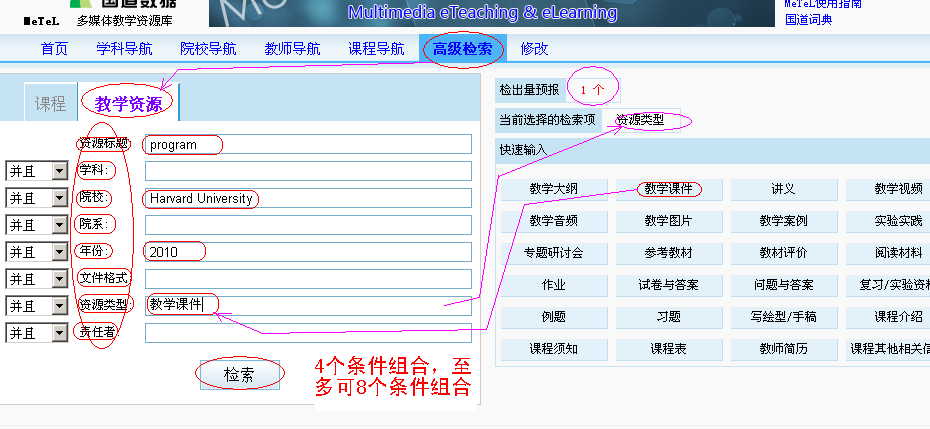 国道数据
MeTeL 多媒体教学资源库
Multimedia eTeaching & eLearning
MeTeL使用指南
国道词典
首页 学科导航 院校导航 教师导航 课程导航 高级检索 修改
课程 教学资源
资源标题 program
并且 学科:
并且 院校: Harvard University
并且 院系:
并且 年份: 2010
并且 文件格式:
并且 资源类型: 教学课件
并且 责任者:
检索
4个条件组合，至
多可8个条件组合
检出量预报 1 个
当前选择的检索项 资源类型
快速输入
教学大纲 教学课件 讲义 教学视频
教学音频 教学图片 教学案例 实验实践
专题研讨会 参考教材 教材评价 阅读材料
作业 试卷与答案 问题与答案 复习/实验资料
例题 习题 写绘型/手稿 课程介绍
课程须知 课程表 教师简历 课程其他相关信